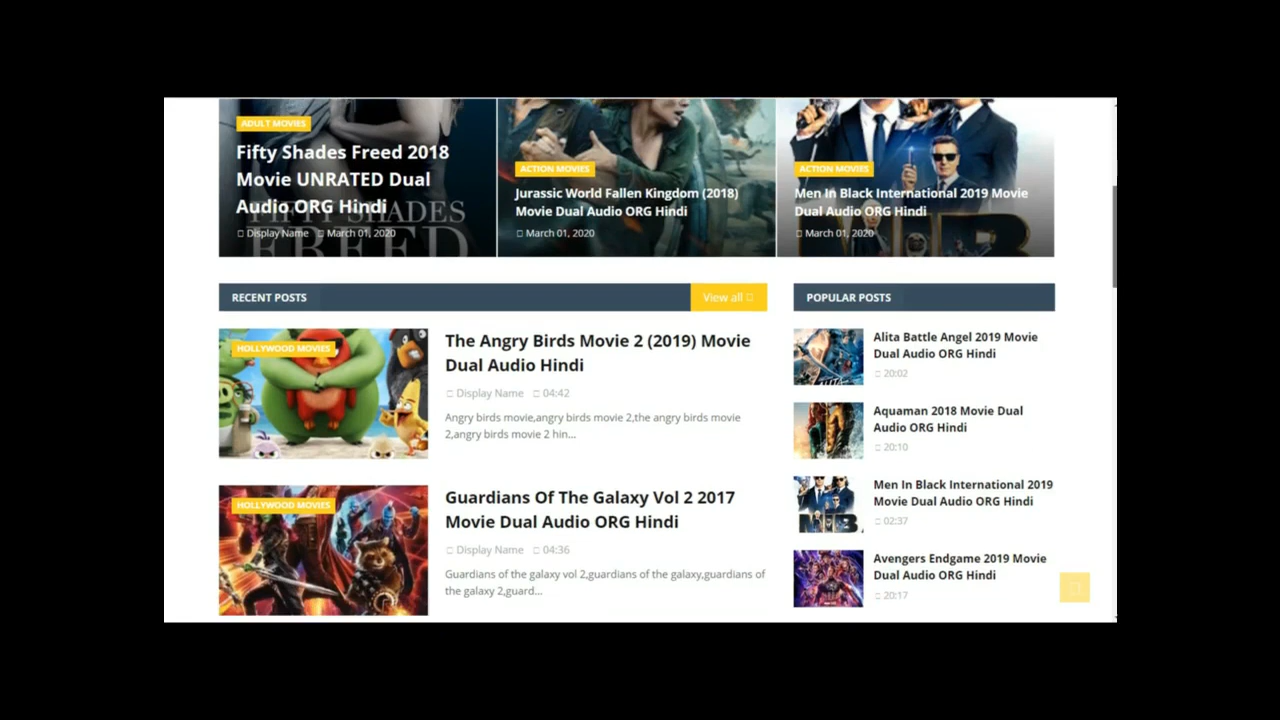 ADULT MOVIES
Fifty Shades Freed 2018
Movie UNRATED Dual
Audio ORG Hindi
FIFTY SHADES
FREED
Display Name March 01, 2020
ACTION MOVIES
Jurassic World Fallen Kingdom (2018)
Movie Dual Audio ORG Hindi
March 01, 2020
ACTION MOVIES
Men In Black International 2019 Movie
Dual Audio ORG Hindi
March 01, 2020
MIB
RECENT POSTS
View all
HOLLYWOOD MOVIES
The Angry Birds Movie 2 (2019) Movie
Dual Audio Hindi
Display Name 04:42
Angry birds movie,angry birds movie 2,the angry birds movie
2,angry birds movie 2 hin...
HOLLYWOOD MOVIES
Guardians Of The Galaxy Vol 2 2017
Movie Dual Audio ORG Hindi
Display Name 04:36
Guardians of the galaxy vol 2,guardians of the galaxy,guardians of
the galaxy 2,guard...
POPULAR POSTS
Alita Battle Angel 2019 Movie
Dual Audio ORG Hindi
20:02
Aquaman 2018 Movie Dual
Audio ORG Hindi
20:10
Men In Black International 2019
Movie Dual Audio ORG Hindi
02:37
MIB
Avengers Endgame 2019 Movie
Dual Audio ORG Hindi
20:17